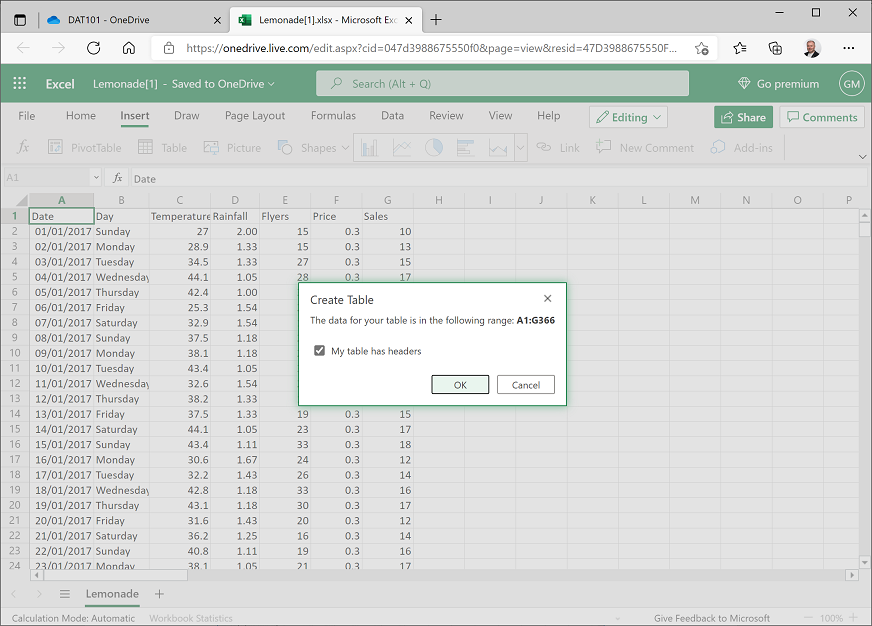 DAT101 - OneDrive
Lemonade[1].xlsx - Microsoft Exc
https://onedrive.live.com/edit.aspx?cid=047d3988675550f0&page=view&resid=47D3988675550F...
Excel Lemonade[1] - Saved to OneDrive Search (Alt + Q) Go premium GM
File Home Insert Draw Page Layout Formulas Data Review View Help Editing Share Comments
fx PivotTable Table Picture Shapes Link New Comment Add-ins
A1 fx Date
A B C D E F G H I J K L M N O P
1 Date Day Temperature Rainfall Flyers Price Sales
2 01/01/2017 Sunday 27 2.00 15 0.3 10
3 02/01/2017 Monday 28.9 1.33 15 0.3 13
4 03/01/2017 Tuesday 34.5 1.33 27 0.3 15
5 04/01/2017 Wednesday 44.1 1.05 28 0.3 17
6 05/01/2017 Thursday 42.4 1.00
7 06/01/2017 Friday 25.3 1.54
8 07/01/2017 Saturday 32.9 1.54
9 08/01/2017 Sunday 37.5 1.18
10 09/01/2017 Monday 38.1 1.18
11 10/01/2017 Tuesday 43.4 1.05
12 11/01/2017 Wednesday 32.6 1.54
13 12/01/2017 Thursday 38.2 1.33
14 13/01/2017 Friday 37.5 1.33 19 0.3 15
15 14/01/2017 Saturday 44.1 1.05 23 0.3 17
16 15/01/2017 Sunday 43.4 1.11 33 0.3 18
17 16/01/2017 Monday 30.6 1.67 24 0.3 12
18 17/01/2017 Tuesday 32.2 1.43 26 0.3 14
19 18/01/2017 Wednesday 42.8 1.18 33 0.3 16
20 19/01/2017 Thursday 43.1 1.18 30 0.3 17
21 20/01/2017 Friday 31.6 1.43 20 0.3 12
22 21/01/2017 Saturday 36.2 1.25 16 0.3 14
23 22/01/2017 Sunday 40.8 1.11 19 0.3 16
24 23/01/2017 Monday 38.1 1.05 21 0.3 17
Create Table
The data for your table is in the following range: A1:G366
My table has headers
OK Cancel
Lemonade
Calculation Mode: Automatic Workbook Statistics Give Feedback to Microsoft 100%